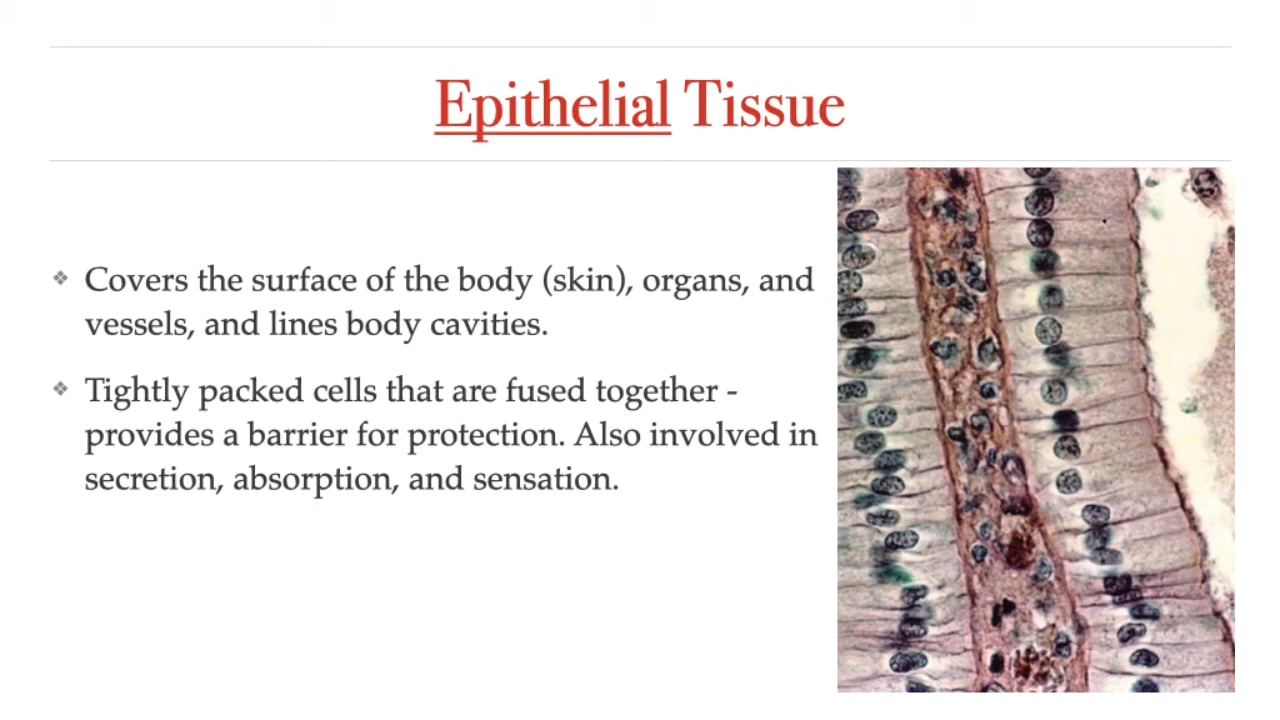 Epithelial Tissue
Covers the surface of the body (skin), organs, and
vessels, and lines body cavities.
Tightly packed cells that are fused together -
provides a barrier for protection. Also involved in
secretion, absorption, and sensation.